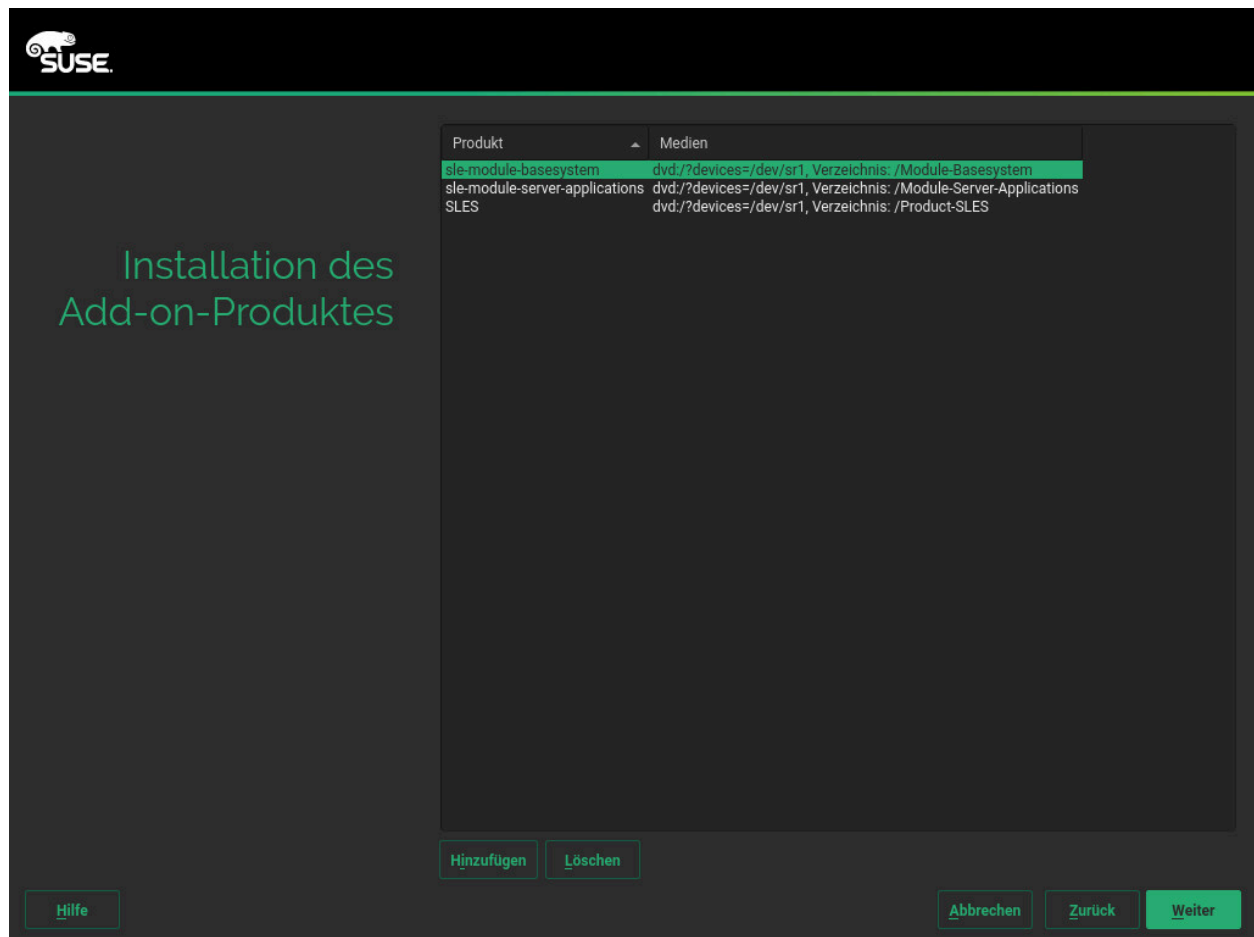 SUSE.
Produkt Medien
sle-module-basesystem dvd:/?devices=/dev/sr1, Verzeichnis: /Module-Basesystem
sle-module-server-applications dvd:/?devices=/dev/sr1, Verzeichnis: /Module-Server-Applications
SLES dvd:/?devices=/dev/sr1, Verzeichnis: /Product-SLES
Installation des
Add-on-Produktes
Hinzufügen Löschen
Hilfe Abbrechen Zurück Weiter